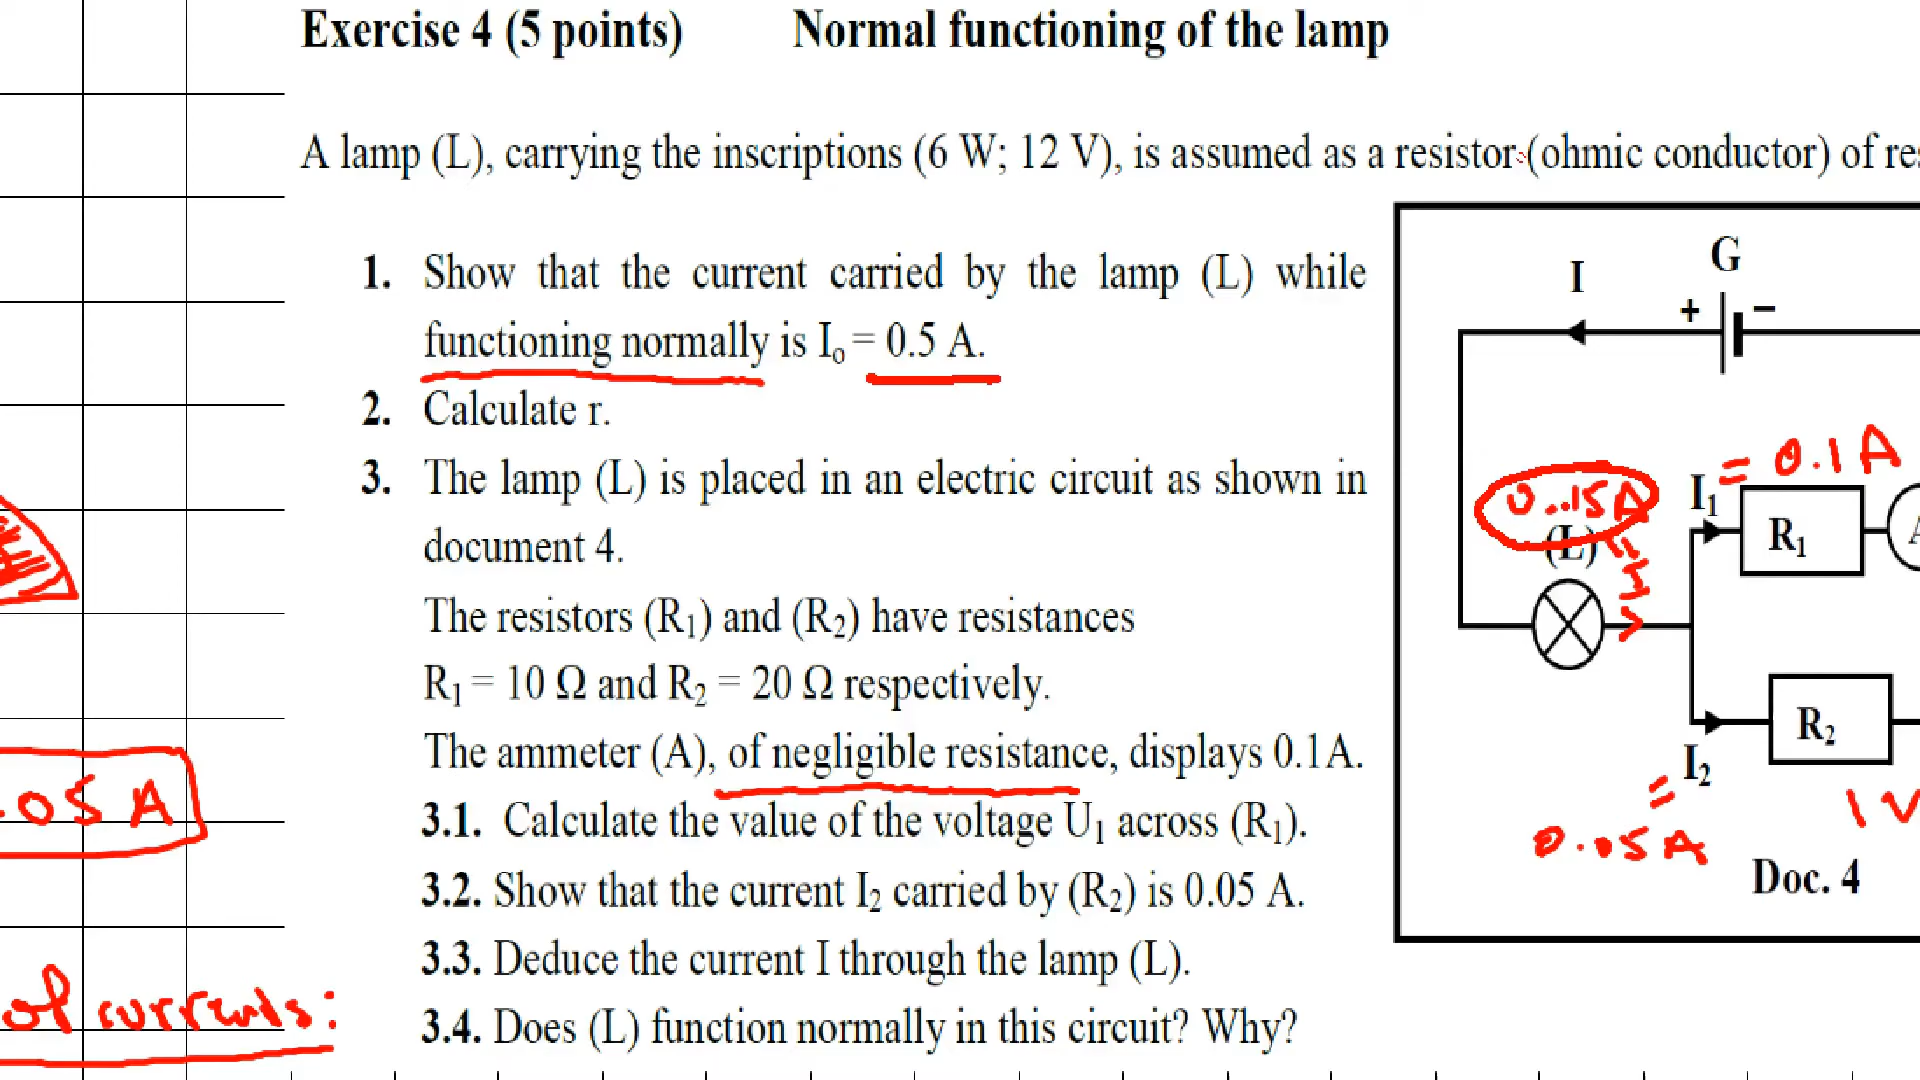 Exercise 4 (5 points) Normal functioning of the lamp
A lamp (L), carrying the inscriptions (6 W; 12 V), is assumed as a resistor (ohmic conductor) of
1. Show that the current carried by the lamp (L) while
functioning normally is I₀ = 0.5 A.
2. Calculate r.
3. The lamp (L) is placed in an electric circuit as shown in
document 4.
The resistors (R₁) and (R₂) have resistances
R₁ = 10 Ω and R₂ = 20 Ω respectively.
The ammeter (A), of negligible resistance, displays 0.1A.
3.1. Calculate the value of the voltage U₁ across (R₁).
3.2. Show that the current I₂ carried by (R₂) is 0.05 A.
3.3. Deduce the current I through the lamp (L).
3.4. Does (L) function normally in this circuit? Why?
G
I
+ −
I₁ = 0.1A
0.15A
(L)
R₁
A
R₂
I₂
= 0.05A
1V
Doc. 4
.05 A
of currents: